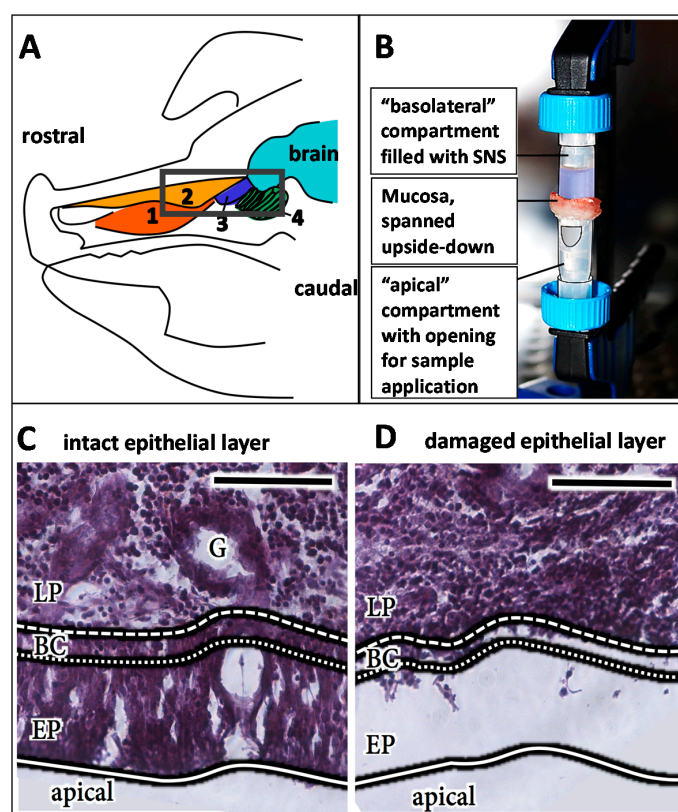 A
rostral
brain
1
2
3
4
caudal
B
“basolateral”
compartment
filled with SNS
Mucosa,
spanned
upside-down
“apical”
compartment
with opening
for sample
application
C intact epithelial layer
G
LP
BC
EP
apical
D damaged epithelial layer
LP
BC
EP
apical